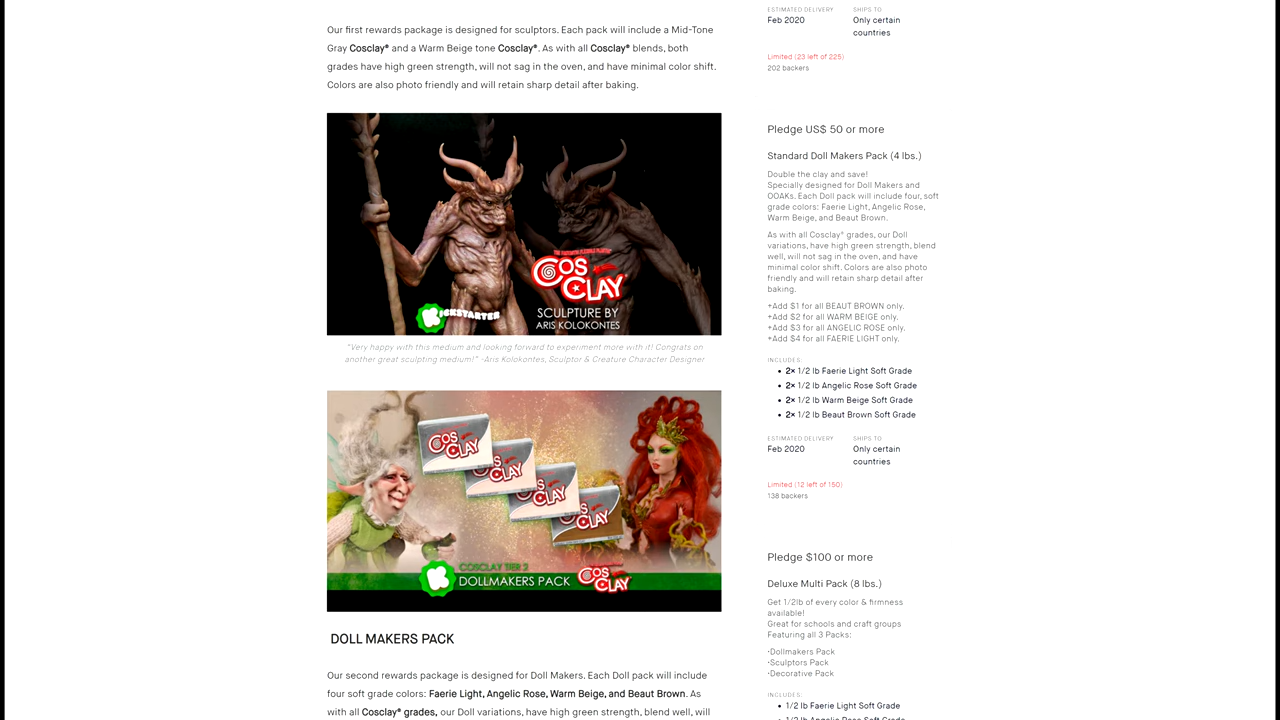 Our first rewards package is designed for sculptors. Each pack will include a Mid-Tone
Gray Cosclay® and a Warm Beige tone Cosclay®. As with all Cosclay® blends, both
grades have high green strength, will not sag in the oven, and have minimal color shift.
Colors are also photo friendly and will retain sharp detail after baking.
COS
CLAY
KICKSTARTER
SCULPTURE BY
ARIS KOLOKONTES
"Very happy with this medium and looking forward to experiment more with it! Congrats on
another great sculpting medium!" -Aris Kolokontes, Sculptor & Creature Character Designer
COS
CLAY
COS
CLAY
COS
CLAY
COS
CLAY
COSCLAY TIER 2
DOLLMAKERS PACK
COS
CLAY
DOLL MAKERS PACK
Our second rewards package is designed for Doll Makers. Each Doll pack will include
four soft grade colors: Faerie Light, Angelic Rose, Warm Beige, and Beaut Brown. As
with all Cosclay® grades, our Doll variations, have high green strength, blend well, will
ESTIMATED DELIVERY
Feb 2020
SHIPS TO
Only certain
countries
Limited (23 left of 225)
202 backers
Pledge US$ 50 or more
Standard Doll Makers Pack (4 lbs.)
Double the clay and save!
Specially designed for Doll Makers and
OOAKs. Each Doll pack will include four, soft
grade colors: Faerie Light, Angelic Rose,
Warm Beige, and Beaut Brown.
As with all Cosclay® grades, our Doll
variations, have high green strength, blend
well, will not sag in the oven, and have
minimal color shift. Colors are also photo
friendly and will retain sharp detail after
baking.
+Add $1 for all BEAUT BROWN only.
+Add $2 for all WARM BEIGE only.
+Add $3 for all ANGELIC ROSE only.
+Add $4 for all FAERIE LIGHT only.
INCLUDES:
• 2× 1/2 lb Faerie Light Soft Grade
• 2× 1/2 lb Angelic Rose Soft Grade
• 2× 1/2 lb Warm Beige Soft Grade
• 2× 1/2 lb Beaut Brown Soft Grade
ESTIMATED DELIVERY
Feb 2020
SHIPS TO
Only certain
countries
Limited (12 left of 150)
138 backers
Pledge $100 or more
Deluxe Multi Pack (8 lbs.)
Get 1/2lb of every color & firmness
available!
Great for schools and craft groups
Featuring all 3 Packs:
·Dollmakers Pack
·Sculptors Pack
·Decorative Pack
INCLUDES:
• 1/2 lb Faerie Light Soft Grade
• 1/2 lb Angelic Rose Soft Grade